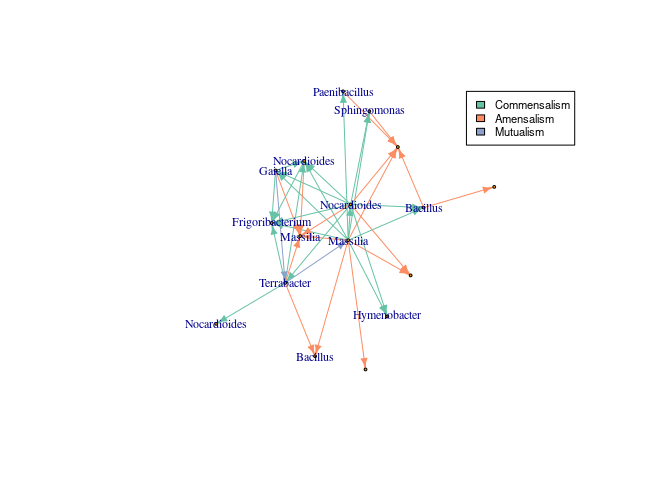 Paenibacillus
Sphingomonas
Commensalism
Amensalism
Mutualism
Nocardioides
Gaiella
Nocardioides
Bacillus
Frigoribacterium
Massilia
Massilia
Terrabacter
Hymenobacter
Nocardioides
Bacillus